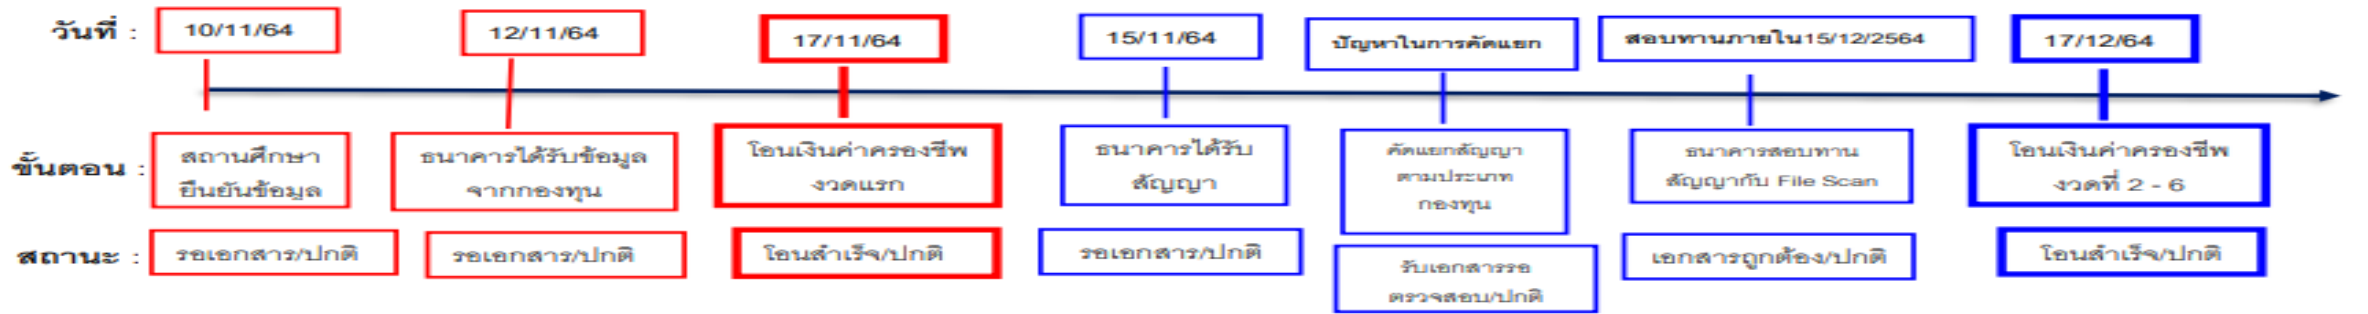 วันที่ : 10/11/64 12/11/64 17/11/64 15/11/64 ปัญหาในการคัดแยก สอบทานภายใน15/12/2564 17/12/64
ขั้นตอน :
สถานศึกษา
ยืนยันข้อมูล
ธนาคารได้รับข้อมูล
จากกองทุน
โอนเงินค่าครองชีพ
งวดแรก
ธนาคารได้รับ
สัญญา
คัดแยกสัญญา
ตามประเภท
กองทุน
ธนาคารสอบทาน
สัญญากับ File Scan
โอนเงินค่าครองชีพ
งวดที่ 2 - 6
สถานะ : รอเอกสาร/ปกติ รอเอกสาร/ปกติ โอนสำเร็จ/ปกติ รอเอกสาร/ปกติ
รับเอกสารรอ
ตรวจสอบ/ปกติ
เอกสารถูกต้อง/ปกติ
โอนสำเร็จ/ปกติ